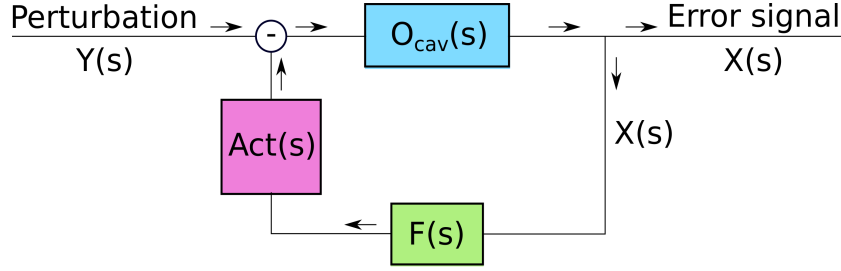 Perturbation
Y(s)
-
O_cav(s)
Error signal
X(s)
X(s)
Act(s)
F(s)